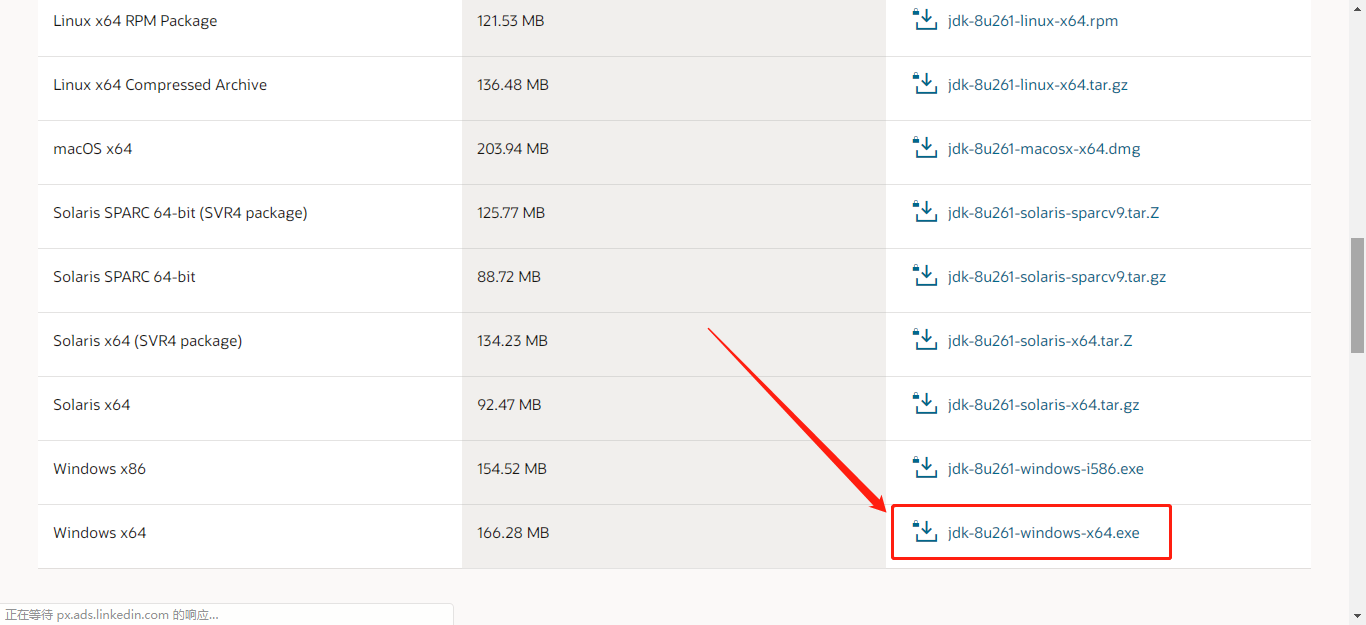 Linux x64 RPM Package 121.53 MB jdk-8u261-linux-x64.rpm
Linux x64 Compressed Archive 136.48 MB jdk-8u261-linux-x64.tar.gz
macOS x64 203.94 MB jdk-8u261-macosx-x64.dmg
Solaris SPARC 64-bit (SVR4 package) 125.77 MB jdk-8u261-solaris-sparcv9.tar.Z
Solaris SPARC 64-bit 88.72 MB jdk-8u261-solaris-sparcv9.tar.gz
Solaris x64 (SVR4 package) 134.23 MB jdk-8u261-solaris-x64.tar.Z
Solaris x64 92.47 MB jdk-8u261-solaris-x64.tar.gz
Windows x86 154.52 MB jdk-8u261-windows-i586.exe
Windows x64 166.28 MB jdk-8u261-windows-x64.exe
正在等待 px.ads.linkedin.com 的响应...